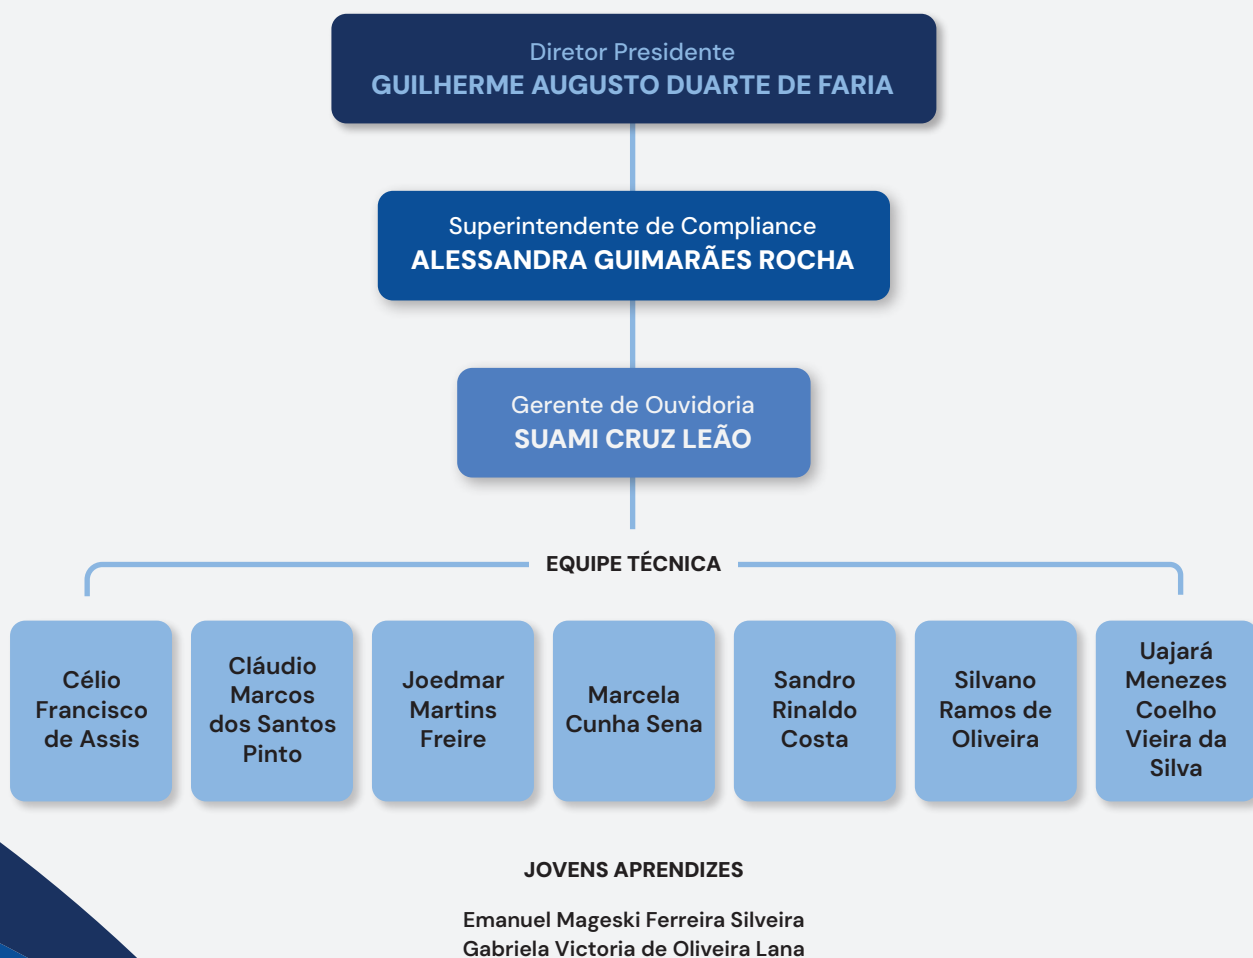 Diretor Presidente
GUILHERME AUGUSTO DUARTE DE FARIA
Superintendente de Compliance
ALESSANDRA GUIMARÃES ROCHA
Gerente de Ouvidoria
SUAMI CRUZ LEÃO
EQUIPE TÉCNICA
Célio
Francisco
de Assis
Cláudio
Marcos
dos Santos
Pinto
Joedmar
Martins
Freire
Marcela
Cunha Sena
Sandro
Rinaldo
Costa
Silvano
Ramos de
Oliveira
Uajará
Menezes
Coelho
Vieira da
Silva
JOVENS APRENDIZES
Emanuel Mageski Ferreira Silveira
Gabriela Victoria de Oliveira Lana